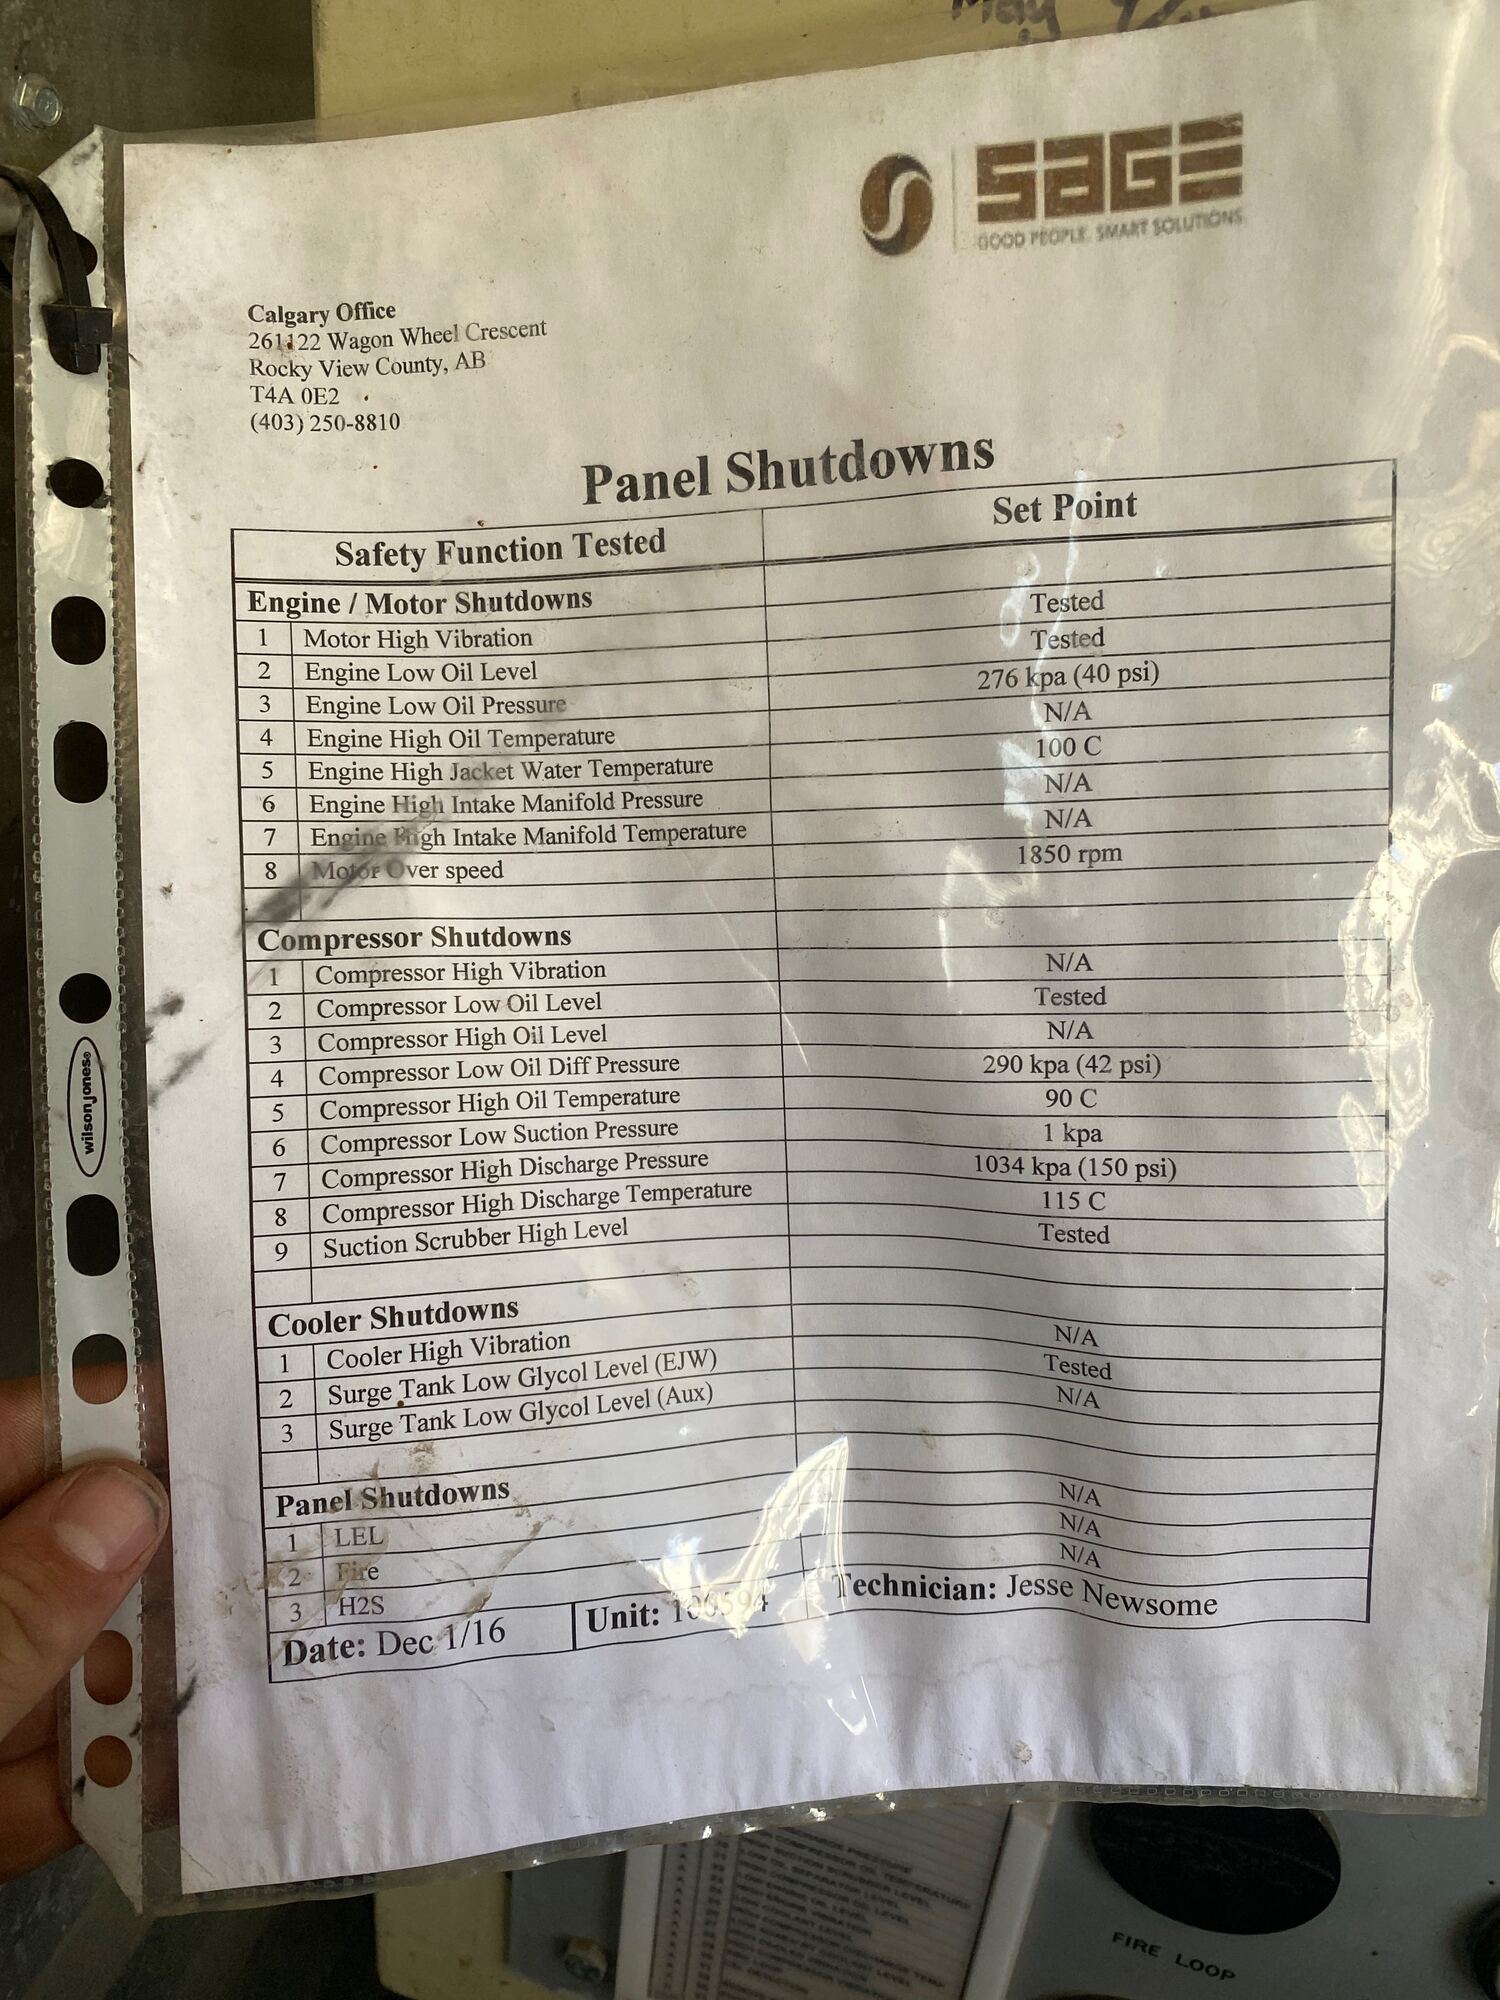 May
SAGE
GOOD PEOPLE. SMART SOLUTIONS.
Calgary Office
261122 Wagon Wheel Crescent
Rocky View County, AB
T4A 0E2
(403) 250-8810
Panel Shutdowns
Safety Function Tested Set Point
Engine / Motor Shutdowns
1 Motor High Vibration Tested
2 Engine Low Oil Level Tested
3 Engine Low Oil Pressure 276 kpa (40 psi)
4 Engine High Oil Temperature N/A
5 Engine High Jacket Water Temperature 100 C
6 Engine High Intake Manifold Pressure N/A
7 Engine High Intake Manifold Temperature N/A
8 Motor Over speed 1850 rpm
Compressor Shutdowns
1 Compressor High Vibration N/A
2 Compressor Low Oil Level Tested
3 Compressor High Oil Level N/A
4 Compressor Low Oil Diff Pressure 290 kpa (42 psi)
5 Compressor High Oil Temperature 90 C
6 Compressor Low Suction Pressure 1 kpa
7 Compressor High Discharge Pressure 1034 kpa (150 psi)
8 Compressor High Discharge Temperature 115 C
9 Suction Scrubber High Level Tested
Cooler Shutdowns
1 Cooler High Vibration N/A
2 Surge Tank Low Glycol Level (EJW) Tested
3 Surge Tank Low Glycol Level (Aux) N/A
Panel Shutdowns
1 LEL N/A
2 Fire N/A
3 H2S N/A
Date: Dec 1/16 Unit: 100594 Technician: Jesse Newsome
wilson jones®
FIRE LOOP